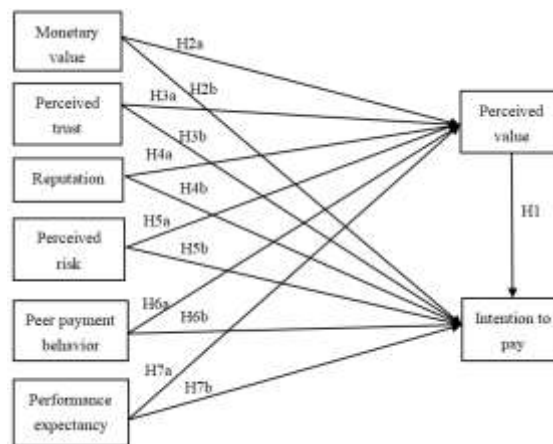 Monetary
value
H2a
H2b
Perceived
trust
H3a
H3b
Perceived
value
Reputation
H4a
H4b
H1
Perceived
risk
H5a
H5b
Peer payment
behavior
H6a
H6b
Intention to
pay
Performance
expectancy
H7a
H7b